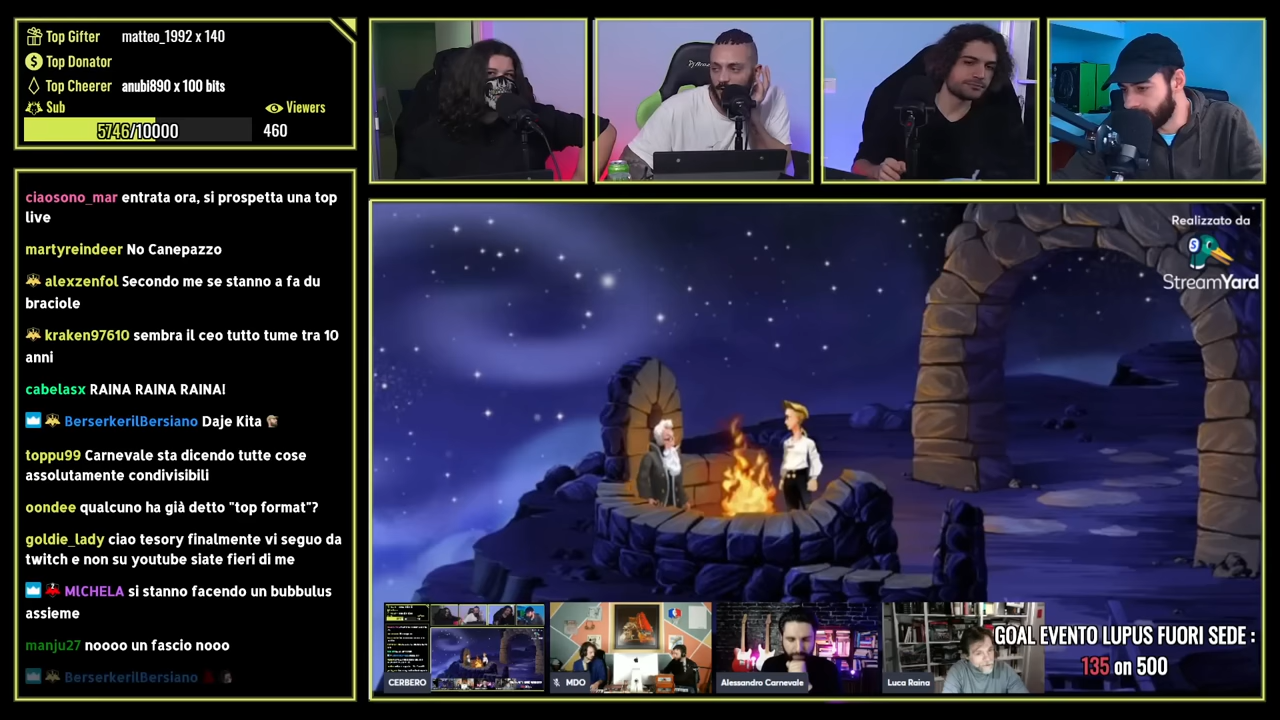 Top Gifter matteo_1992 x 140
Top Donator
Top Cheerer anubi890 x 100 bits
Sub
Viewers
5746/10000
460
ciaosono_mar entrata ora, si prospetta una top
live
martyreindeer No Canepazzo
alexzenfol Secondo me se stanno a fa du
braciole
kraken97610 sembra il ceo tutto tume tra 10
anni
cabelasx RAINA RAINA RAINA!
BerserkerilBersiano Daje Kita
toppu99 Carnevale sta dicendo tutte cose
assolutamente condivisibili
oondee qualcuno ha già detto "top format"?
goldie_lady ciao tesory finalmente vi seguo da
twitch e non su youtube siate fieri di me
MlCHELA si stanno facendo un bubbulus
assieme
manju27 noooo un fascio nooo
BerserkerilBersiano
Realizzato da
StreamYard
CERBERO
MDO
Alessandro Carnevale
Luca Raina
GOAL EVENTO LUPUS FUORI SEDE :
135 on 500